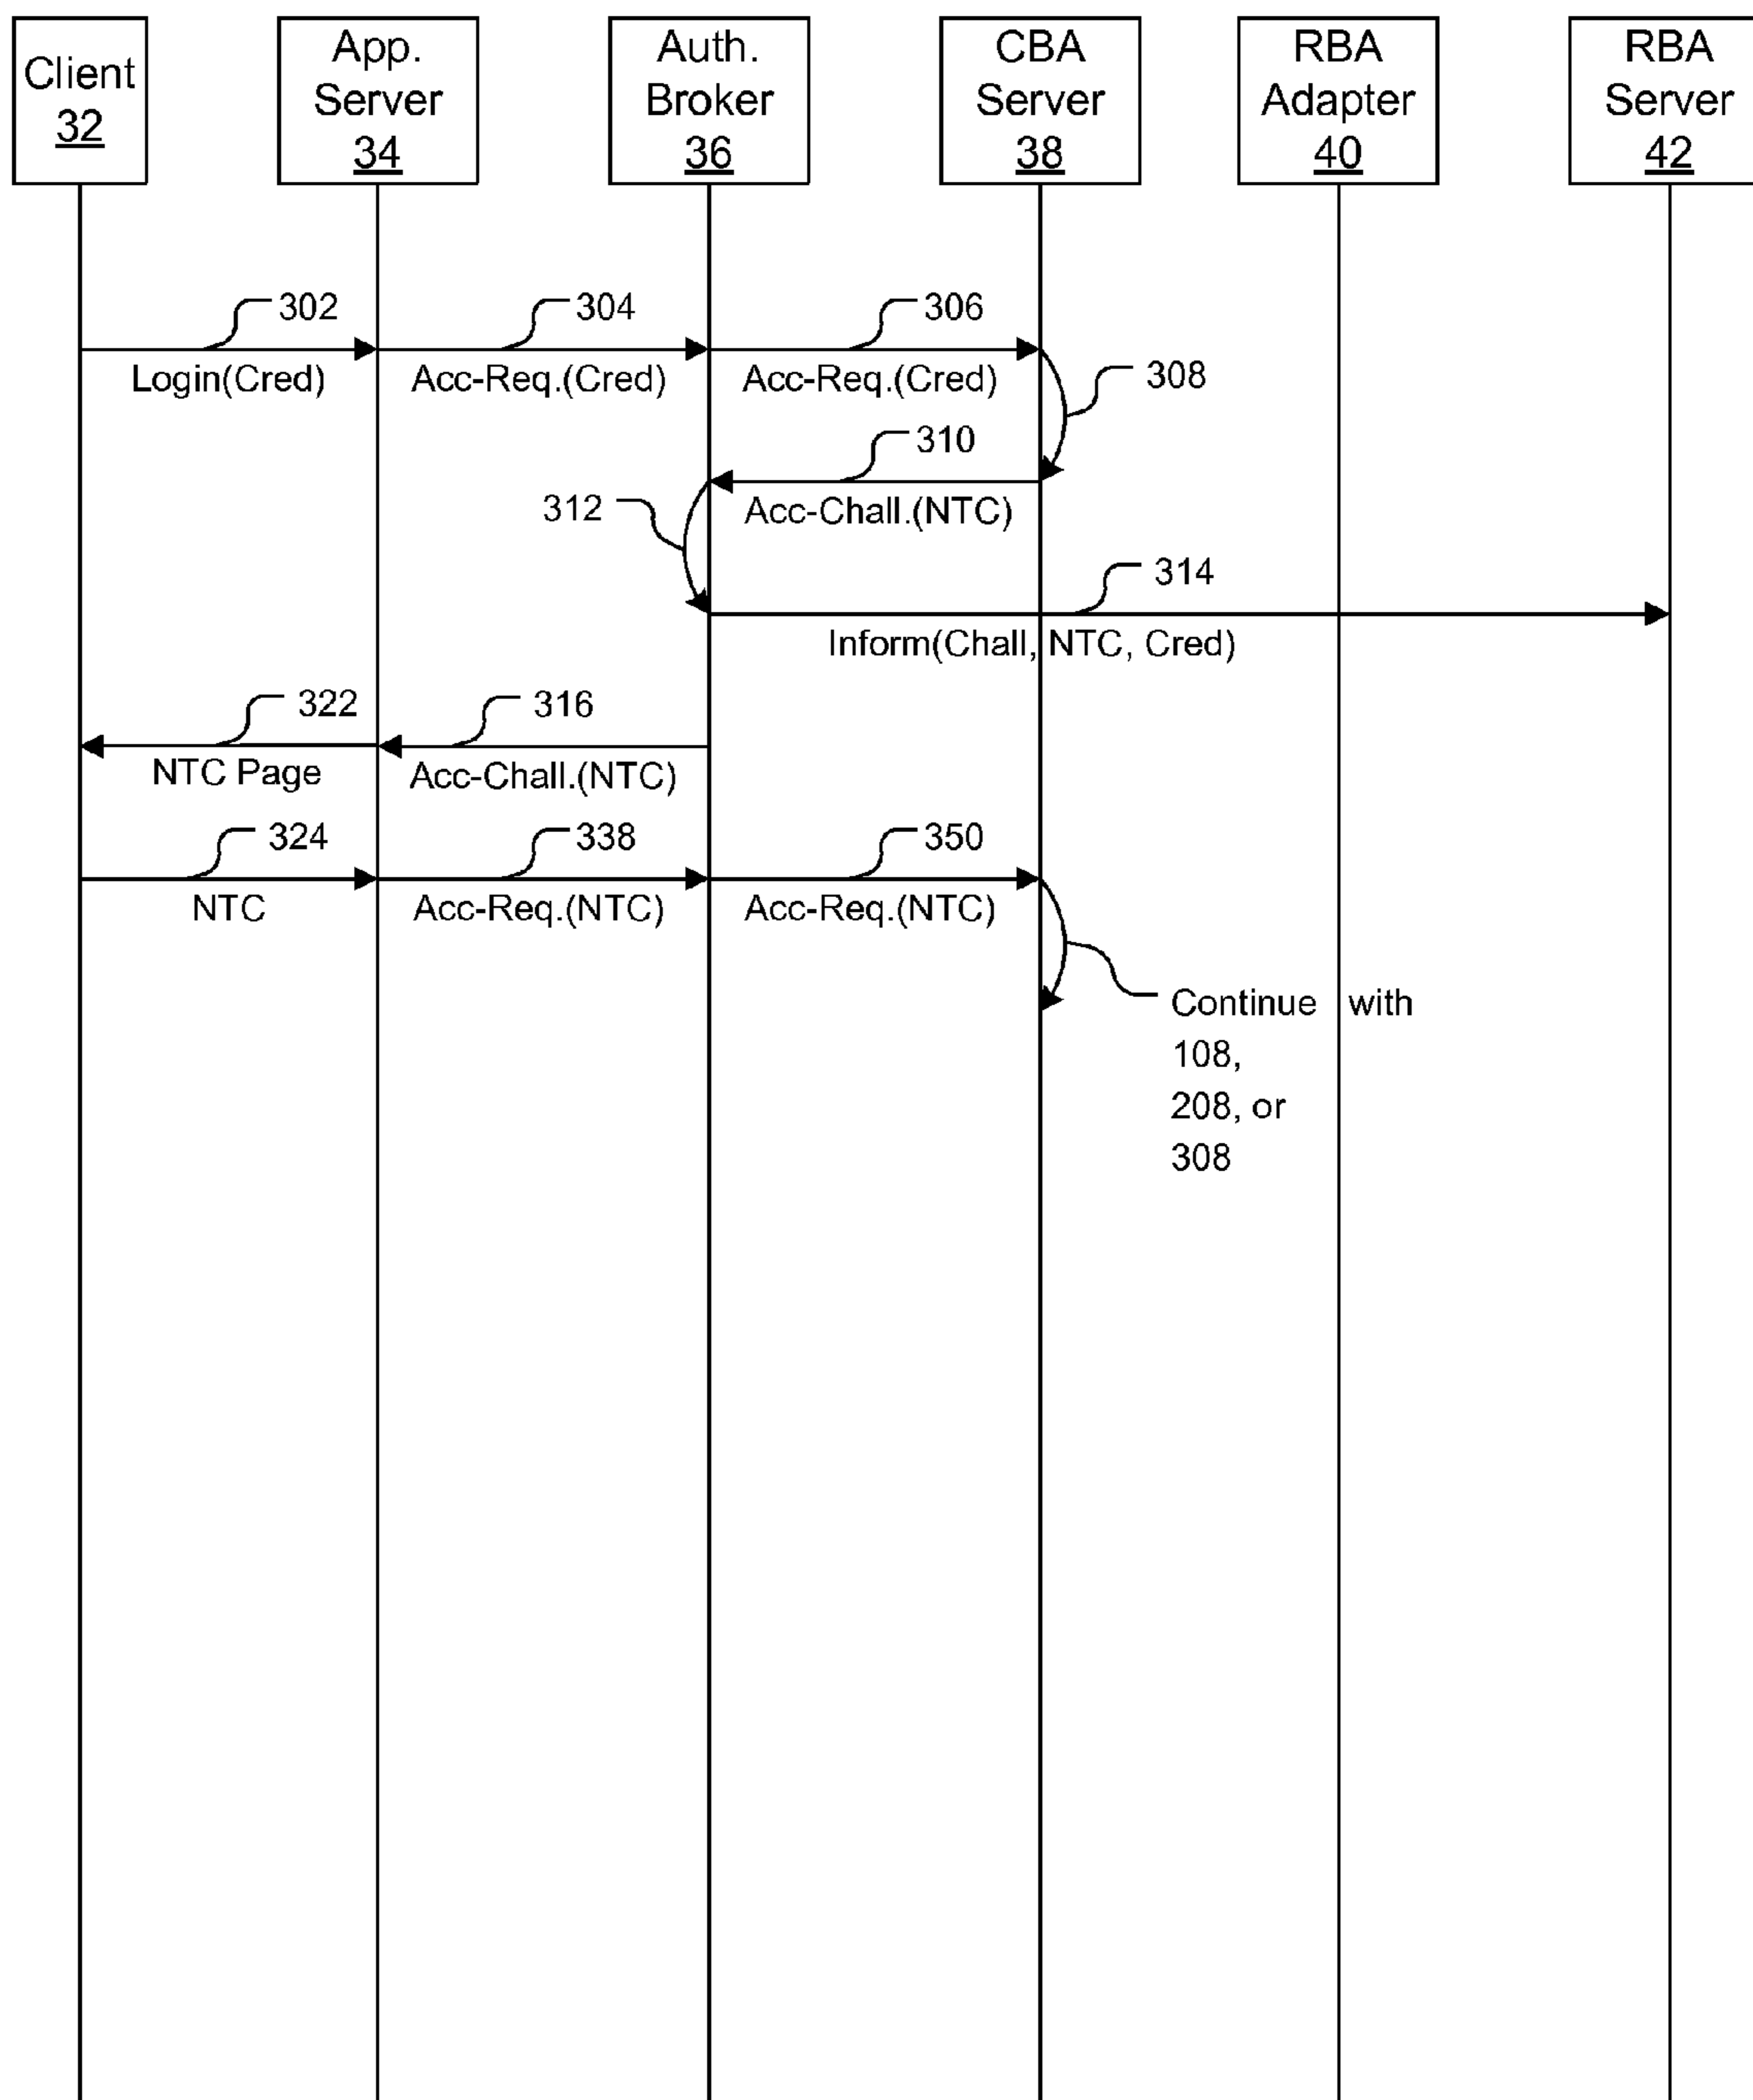 Client
32
App.
Server
34
Auth.
Broker
36
CBA
Server
38
RBA
Adapter
40
RBA
Server
42
302
304
306
Login(Cred)
Acc-Req.(Cred)
Acc-Req.(Cred)
308
310
Acc-Chall.(NTC)
312
314
Inform(Chall, NTC, Cred)
322
316
NTC Page
Acc-Chall.(NTC)
324
338
350
NTC
Acc-Req.(NTC)
Acc-Req.(NTC)
Continue with
108,
208, or
308